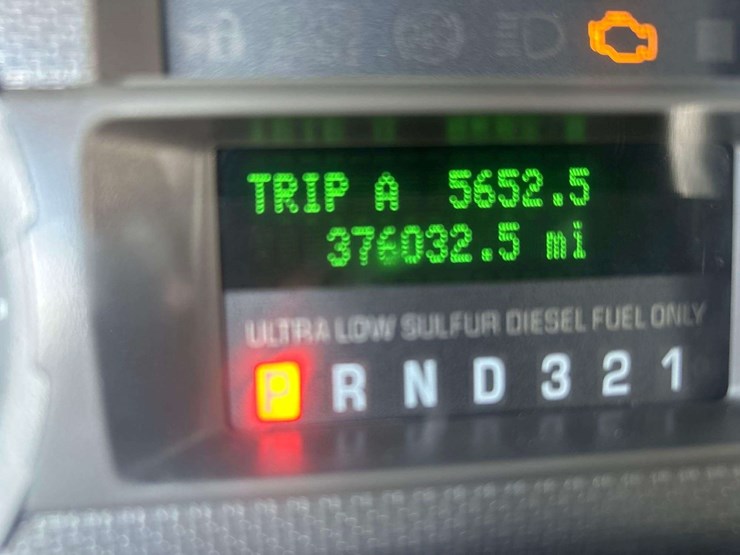 TRIP A 5652.5
376032.5 mi
ULTRA LOW SULFUR DIESEL FUEL ONLY
P R N D 3 2 1